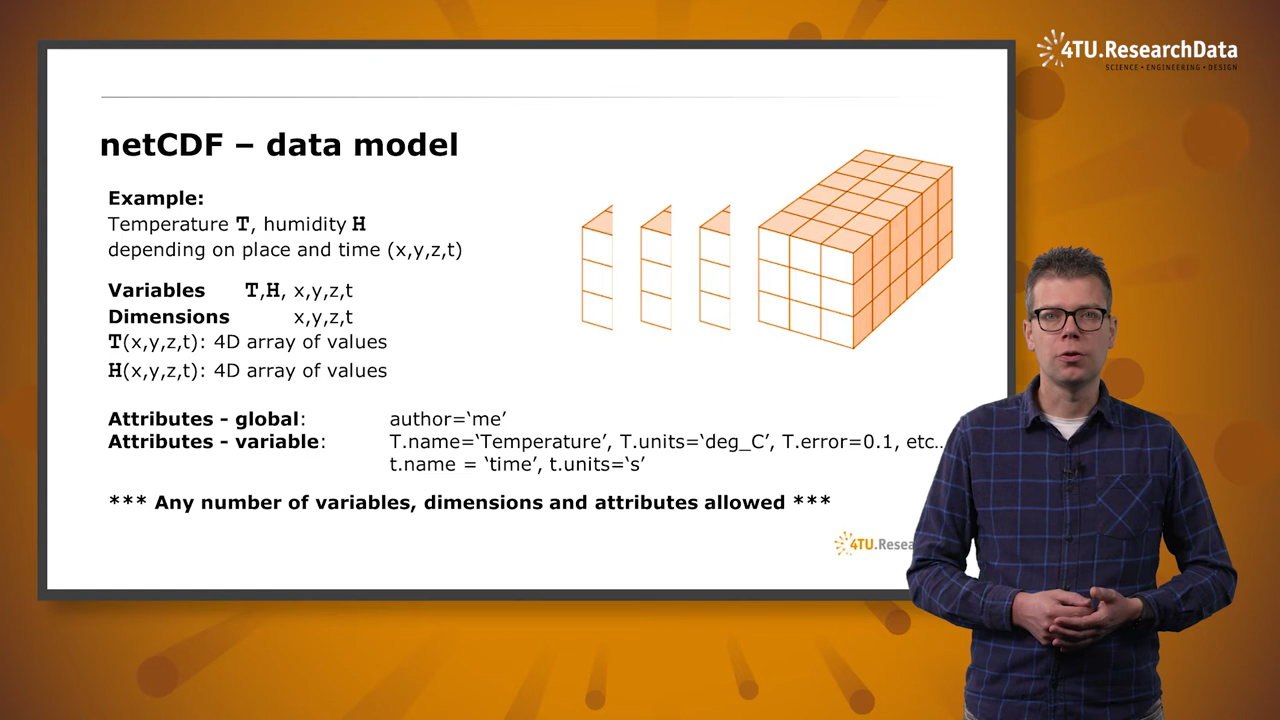 4TU.ResearchData
SCIENCE • ENGINEERING • DESIGN
netCDF – data model
Example:
Temperature T, humidity H
depending on place and time (x,y,z,t)
Variables T,H, x,y,z,t
Dimensions x,y,z,t
T(x,y,z,t): 4D array of values
H(x,y,z,t): 4D array of values
Attributes - global: author=‘me’
Attributes - variable: T.name=‘Temperature’, T.units=‘deg_C’, T.error=0.1, etc..
t.name = ‘time’, t.units=‘s’
*** Any number of variables, dimensions and attributes allowed ***
4TU.Resea